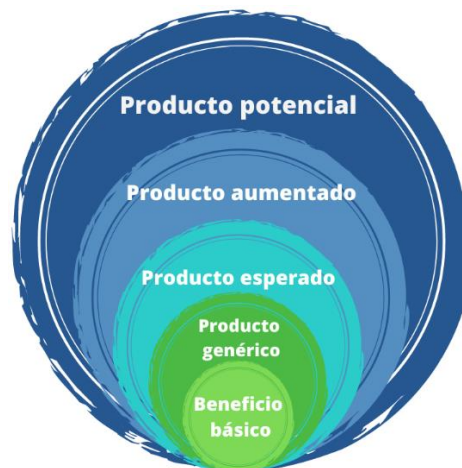 Producto potencial
Producto aumentado
Producto esperado
Producto
genérico
Beneficio
básico